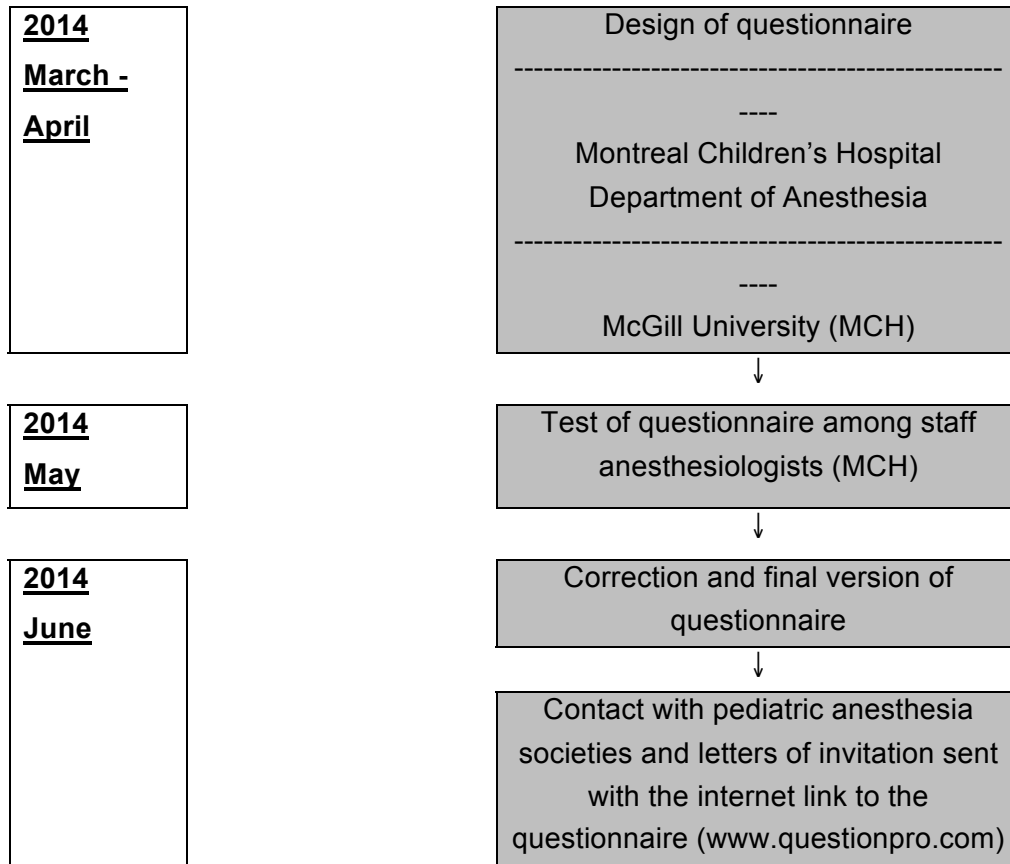 2014
March -
April
Design of questionnaire
--------------------------------------------------
----
Montreal Children’s Hospital
Department of Anesthesia
--------------------------------------------------
----
McGill University (MCH)
↓
2014
May
Test of questionnaire among staff
anesthesiologists (MCH)
↓
2014
June
Correction and final version of
questionnaire
↓
Contact with pediatric anesthesia
societies and letters of invitation sent
with the internet link to the
questionnaire (www.questionpro.com)